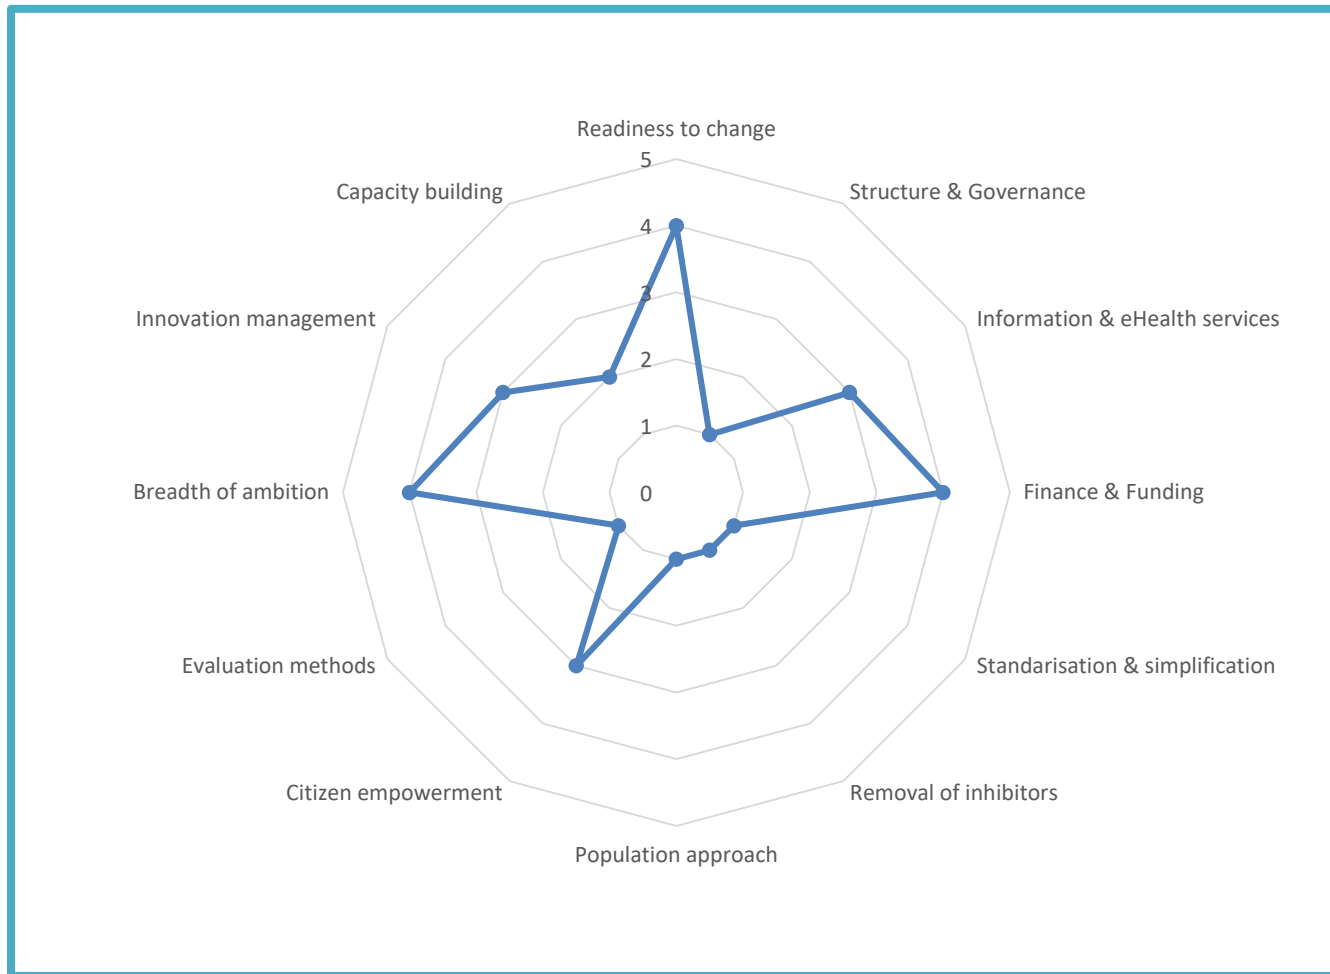 Readiness to change
5
Capacity building
Structure & Governance
4
3
Innovation management
Information & eHealth services
2
1
Breadth of ambition
0
Finance & Funding
Evaluation methods
Standarisation & simplification
Citizen empowerment
Removal of inhibitors
Population approach